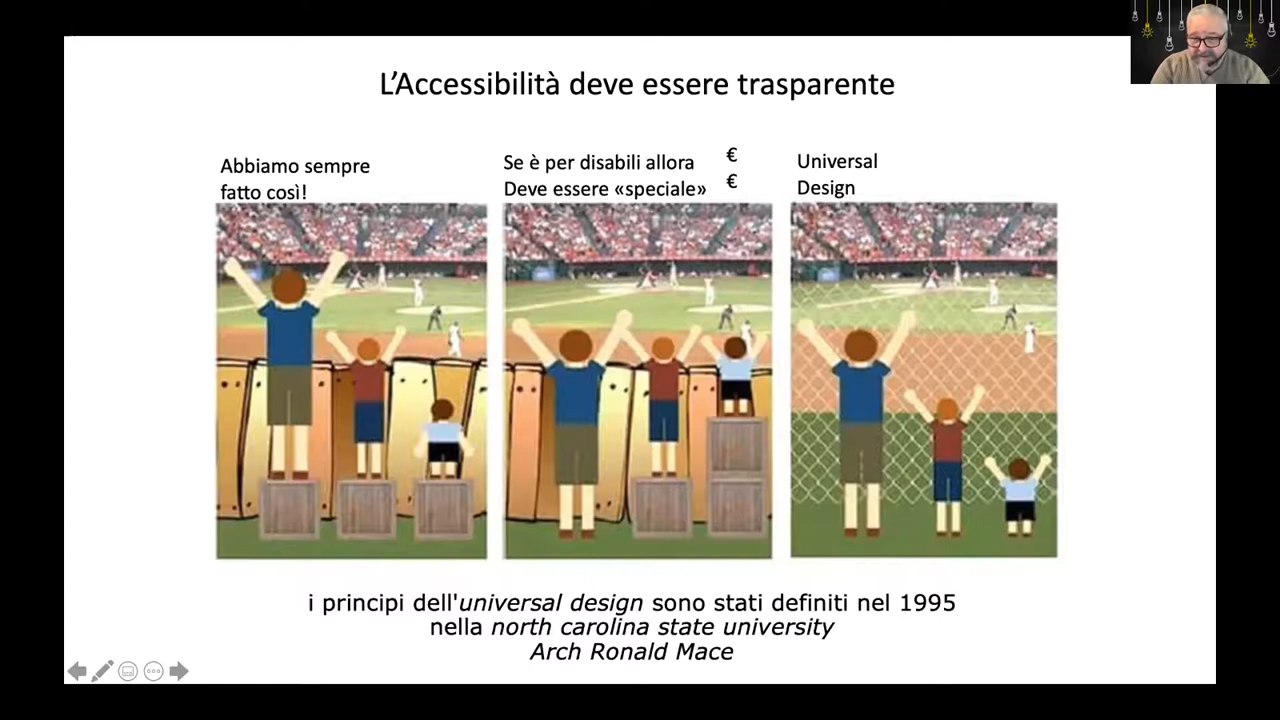 L'Accessibilità deve essere trasparente
Abbiamo sempre
fatto così!
Se è per disabili allora €
Deve essere «speciale» €
Universal
Design
i principi dell'universal design sono stati definiti nel 1995
nella north carolina state university
Arch Ronald Mace